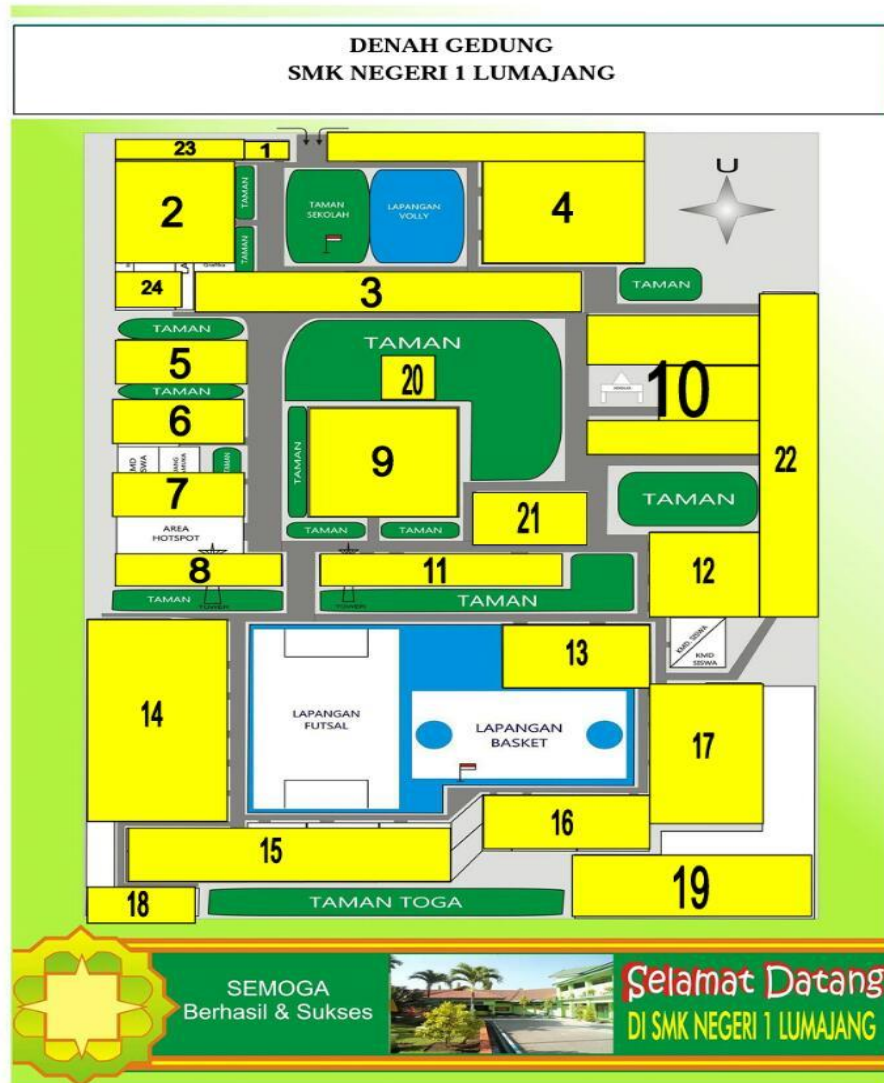 DENAH GEDUNG
SMK NEGERI 1 LUMAJANG
23
1
2
TAMAN
TAMAN
TAMAN
SEKOLAH
LAPANGAN
VOLLY
4
U
24
3
TAMAN
TAMAN
5
TAMAN
6
TAMAN
20
10
22
KMD
SISWA
TAMAN
7
TAMAN
9
TAMAN
AREA
HOTSPOT
TAMAN
TAMAN
21
8
11
12
TAMAN
TOWER
TOWER
TAMAN
KMD. SISWA
KMD.
SISWA
13
14
LAPANGAN
FUTSAL
LAPANGAN
BASKET
17
15
16
18
TAMAN TOGA
19
SEMOGA
Berhasil & Sukses
Selamat Datang
DI SMK NEGERI 1 LUMAJANG